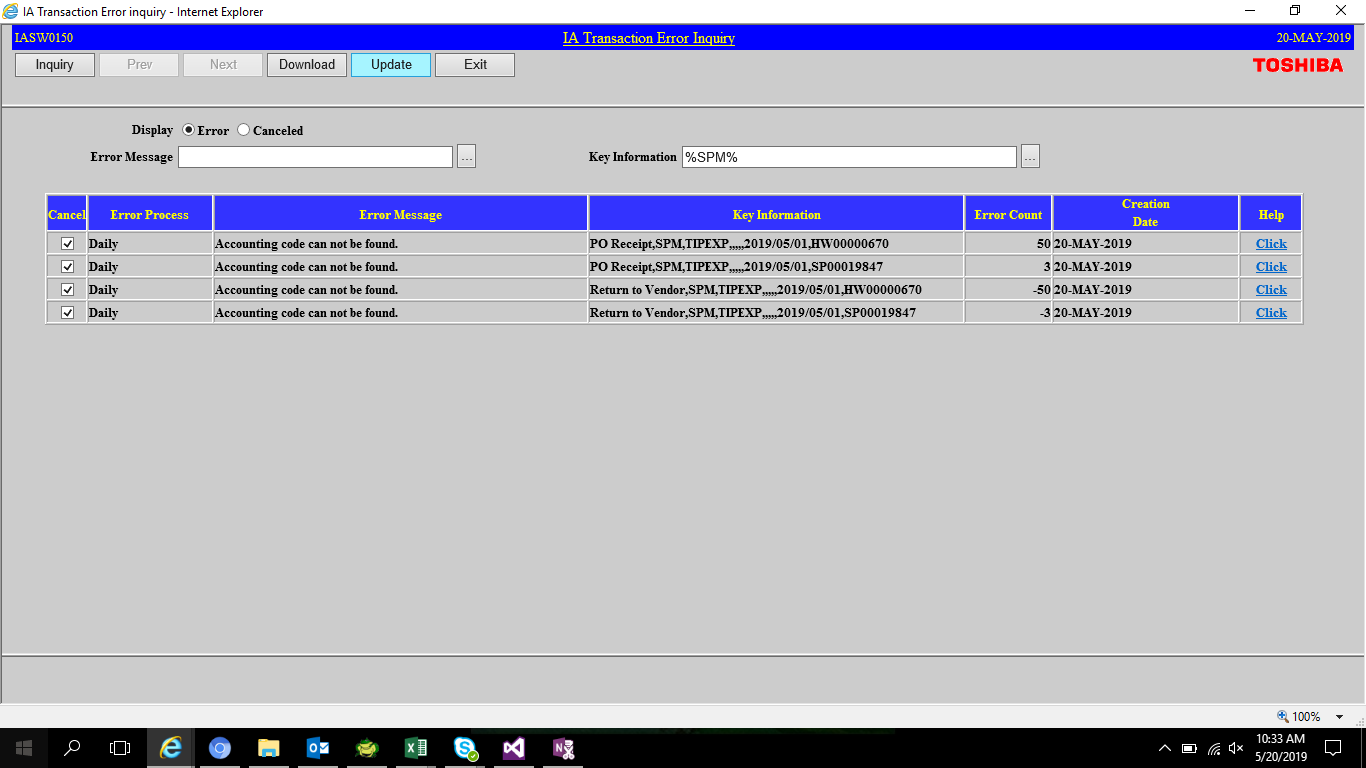 IA Transaction Error inquiry - Internet Explorer
IASW0150 IA Transaction Error Inquiry 20-MAY-2019
Inquiry Prev Next Download Update Exit TOSHIBA
Display Error Canceled
Error Message ... Key Information %SPM% ...
Cancel Error Process Error Message Key Information Error Count Creation Date Help
Daily Accounting code can not be found. PO Receipt,SPM,TIPEXP,,,,,2019/05/01,HW00000670 50 20-MAY-2019 Click
Daily Accounting code can not be found. PO Receipt,SPM,TIPEXP,,,,,2019/05/01,SP00019847 3 20-MAY-2019 Click
Daily Accounting code can not be found. Return to Vendor,SPM,TIPEXP,,,,,2019/05/01,HW00000670 -50 20-MAY-2019 Click
Daily Accounting code can not be found. Return to Vendor,SPM,TIPEXP,,,,,2019/05/01,SP00019847 -3 20-MAY-2019 Click
100%
10:33 AM
5/20/2019